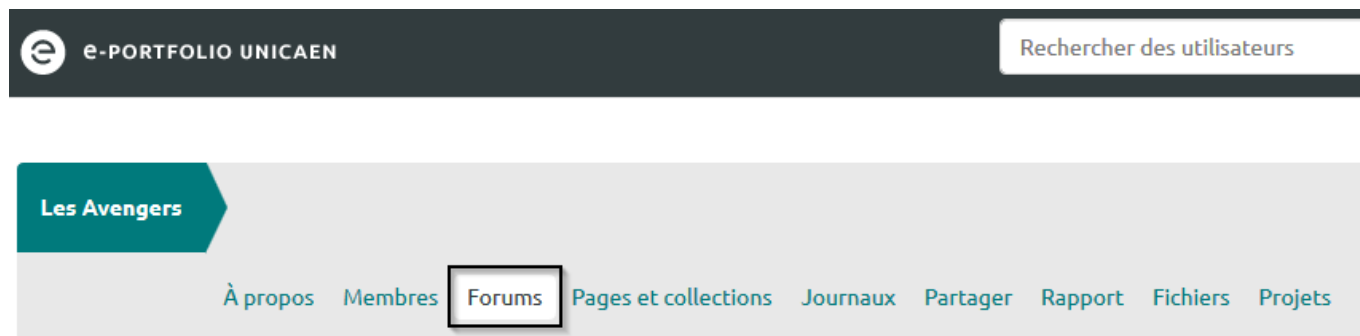 e e-PORTFOLIO UNICAEN
Rechercher des utilisateurs
Les Avengers
À propos Membres Forums Pages et collections Journaux Partager Rapport Fichiers Projets